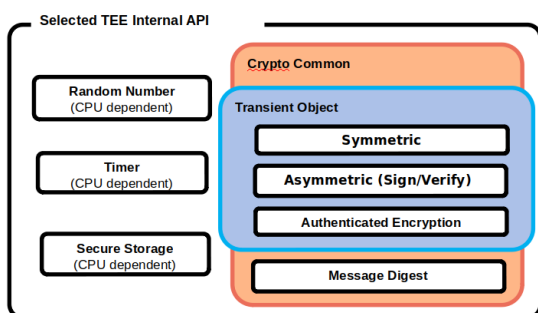 Selected TEE Internal API
Random Number
(CPU dependent)
Timer
(CPU dependent)
Secure Storage
(CPU dependent)
Crypto Common
Transient Object
Symmetric
Asymmetric (Sign/Verify)
Authenticated Encryption
Message Digest